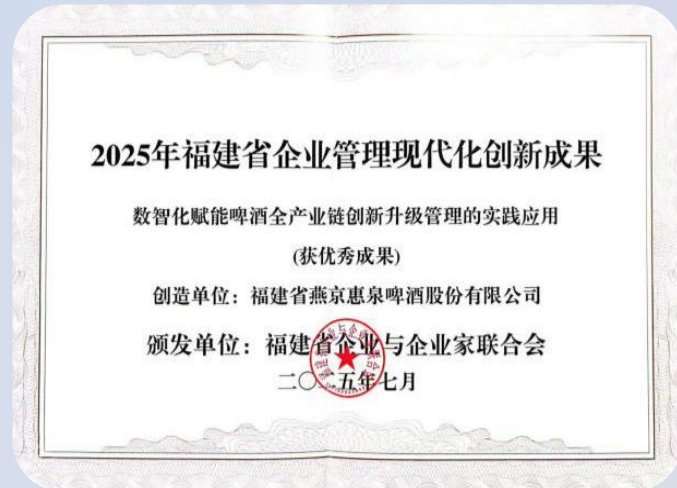 2025年福建省企业管理现代化创新成果
数智化赋能啤酒全产业链创新升级管理的实践应用
(获优秀成果)
创造单位：福建省燕京惠泉啤酒股份有限公司
颁发单位：福建省企业与企业家联合会
二〇二五年七月